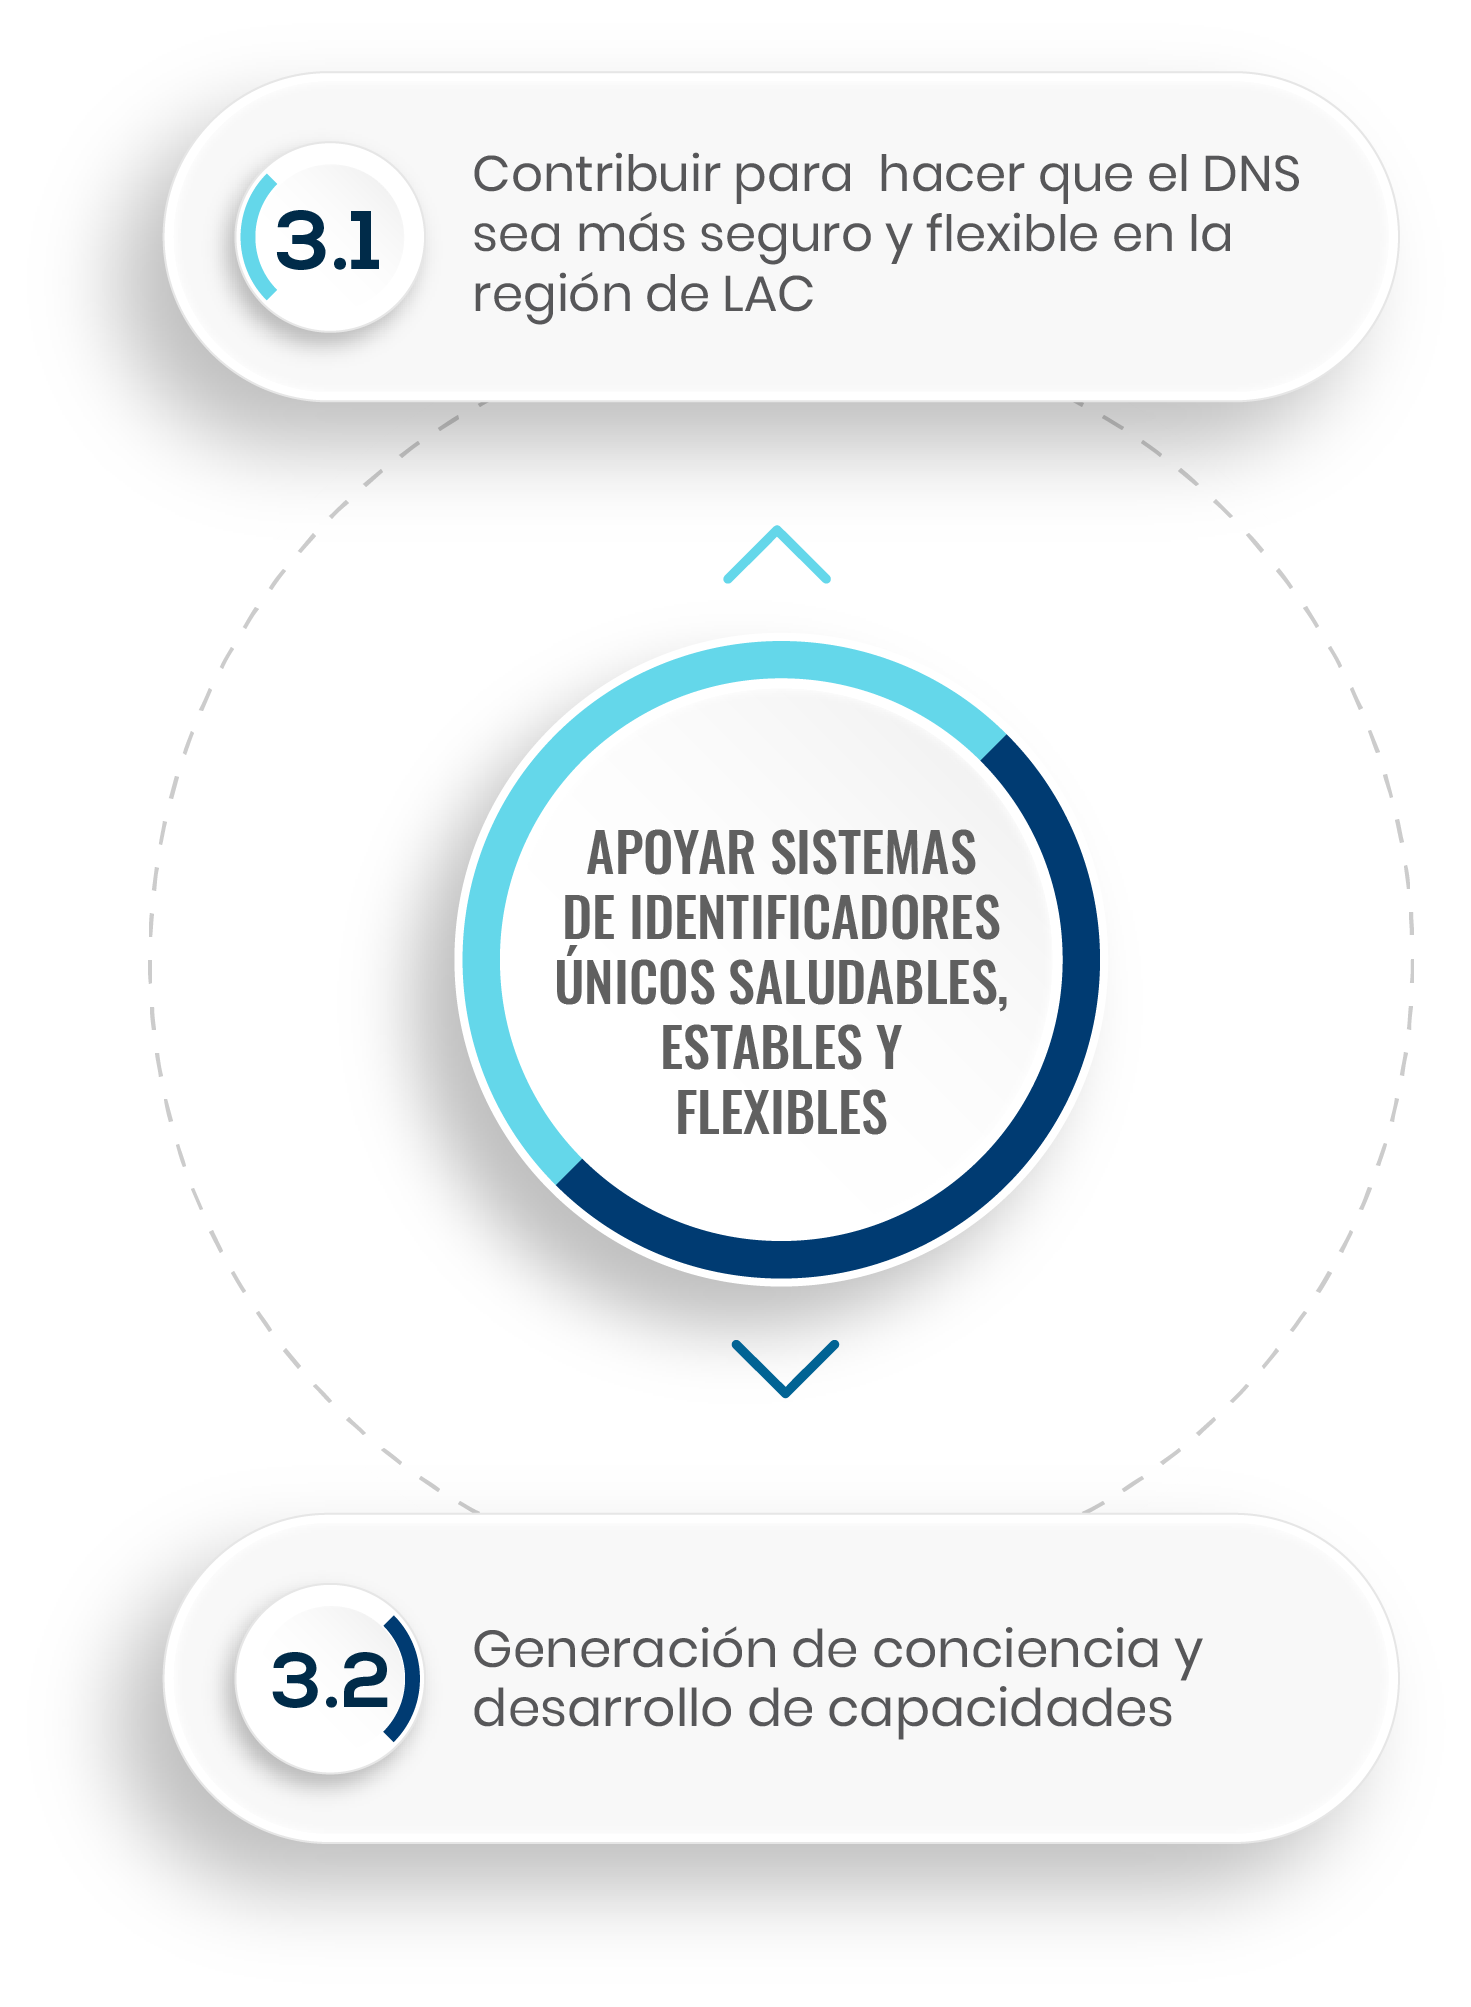 3.1
Contribuir para  hacer que el DNS
sea más seguro y flexible en la
región de LAC
APOYAR SISTEMAS
DE IDENTIFICADORES
ÚNICOS SALUDABLES,
ESTABLES Y
FLEXIBLES
3.2
Generación de conciencia y
desarrollo de capacidades